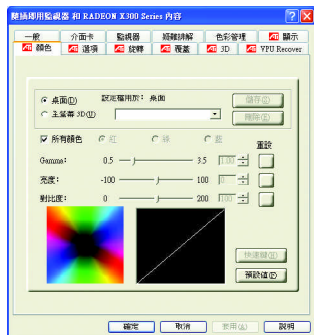 隨插即用監視器 和 RADEON X300 Series 內容
一般 介面卡 監視器 疑難排解 色彩管理 顯示
顏色 選項 旋轉 覆蓋 3D VPU Recover
桌面(D) 設定檔用於: 桌面 儲存(S)
全螢幕 3D(U) 刪除(E)
所有顏色 紅 綠 藍
重設
Gamma: 0.5 3.5 1.00
亮度: -100 100 0
對比度: 0 200 100
快速鍵(H)
預設值(F)
確定 取消 套用(A) 說明